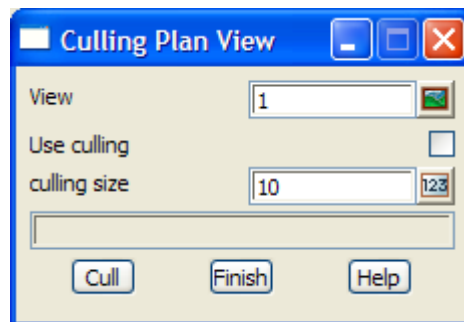 Culling Plan View
View 1
Use culling
culling size 10 123
Cull Finish Help